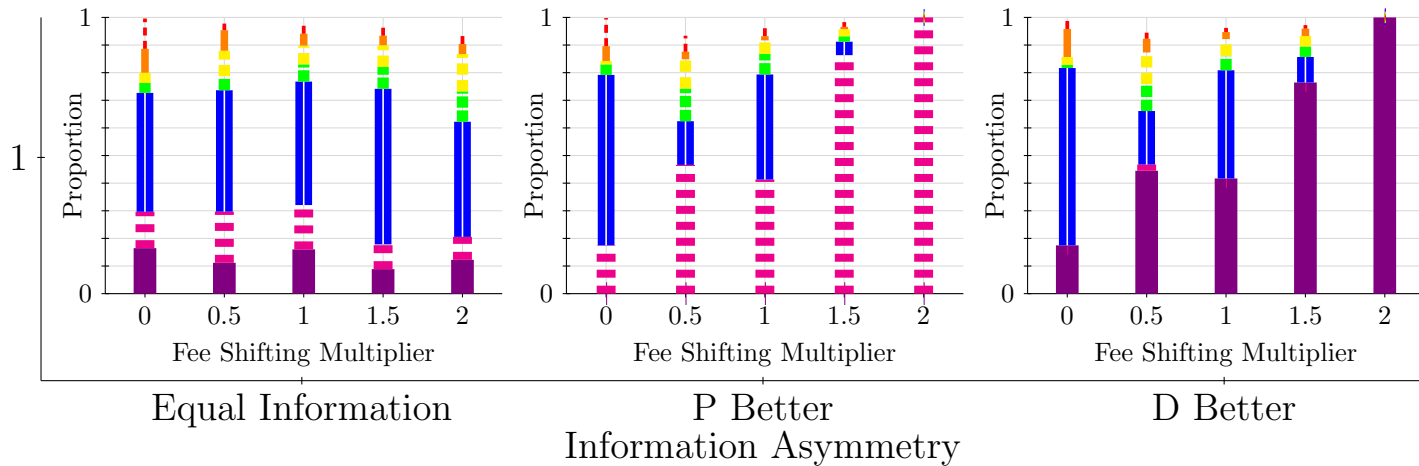 1
1
0
Proportion
0 0.5 1 1.5 2
Fee Shifting Multiplier
1
0
Proportion
0 0.5 1 1.5 2
Fee Shifting Multiplier
1
0
Proportion
0 0.5 1 1.5 2
Fee Shifting Multiplier
Equal Information
P Better
D Better
Information Asymmetry